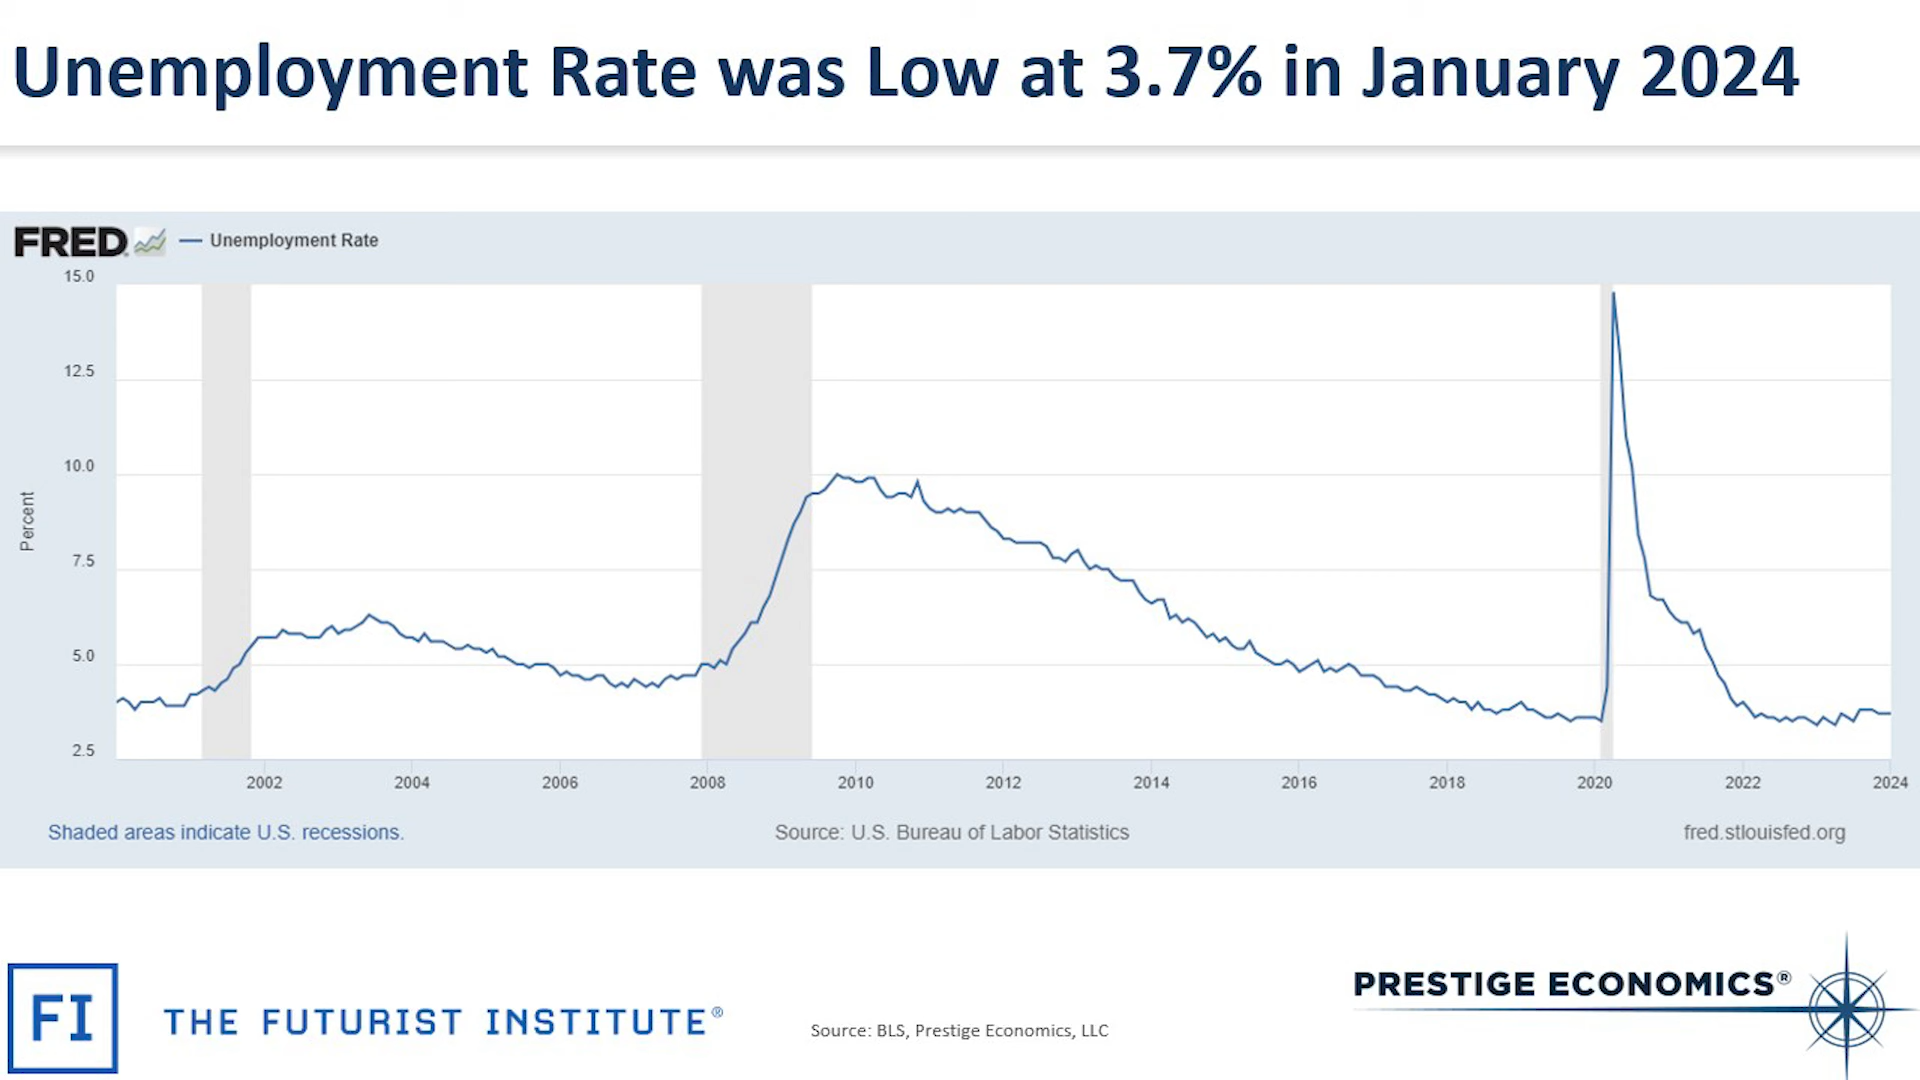 Unemployment Rate was Low at 3.7% in January 2024
FRED
Unemployment Rate
15.0
12.5
10.0
7.5
5.0
2.5
Percent
2002 2004 2006 2008 2010 2012 2014 2016 2018 2020 2022 2024
Shaded areas indicate U.S. recessions.
Source: U.S. Bureau of Labor Statistics
fred.stlouisfed.org
FI
THE FUTURIST INSTITUTE®
Source: BLS, Prestige Economics, LLC
PRESTIGE ECONOMICS®